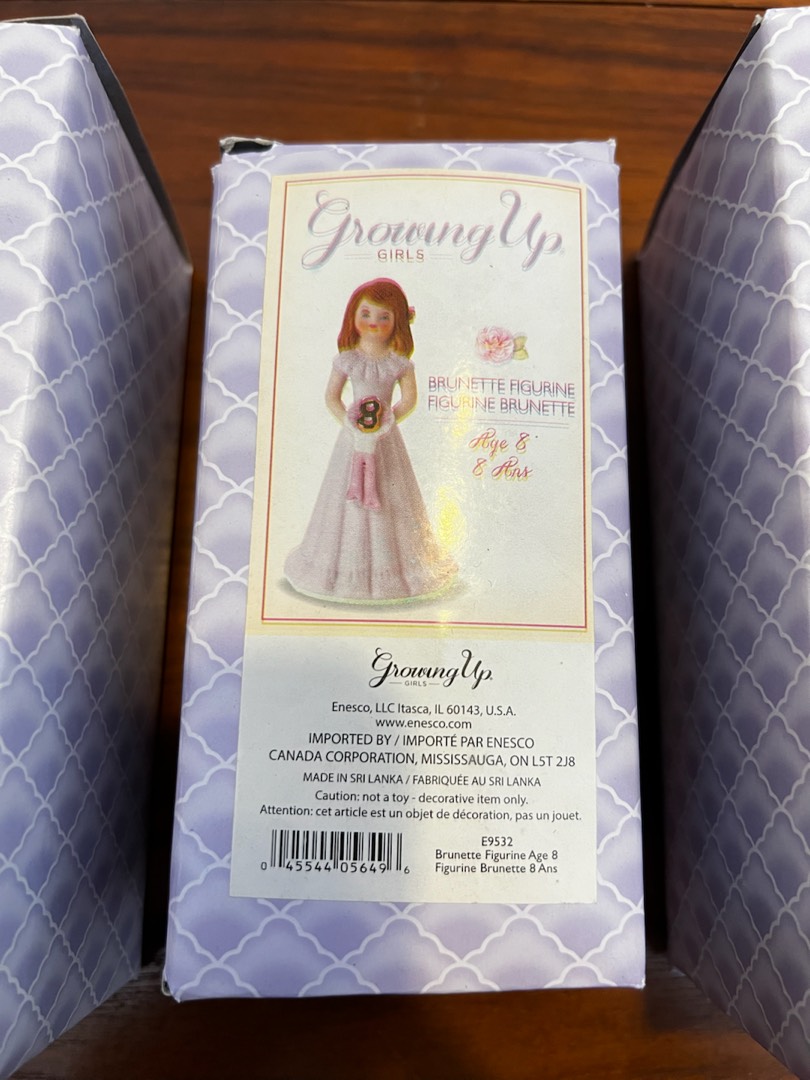 Growing Up
GIRLS
8
BRUNETTE FIGURINE
FIGURINE BRUNETTE
Age 8
8 Ans
Growing Up
GIRLS
Enesco, LLC Itasca, IL 60143, U.S.A.
www.enesco.com
IMPORTED BY / IMPORTÉ PAR ENESCO
CANADA CORPORATION, MISSISSAUGA, ON L5T 2J8
MADE IN SRI LANKA / FABRIQUÉE AU SRI LANKA
Caution: not a toy - decorative item only.
Attention: cet article est un objet de décoration, pas un jouet.
0 45544 05649 6
E9532
Brunette Figurine Age 8
Figurine Brunette 8 Ans